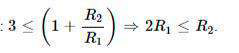 : 3 ≤ (1 + R₂/R₁) ⇒ 2R₁ ≤ R₂.